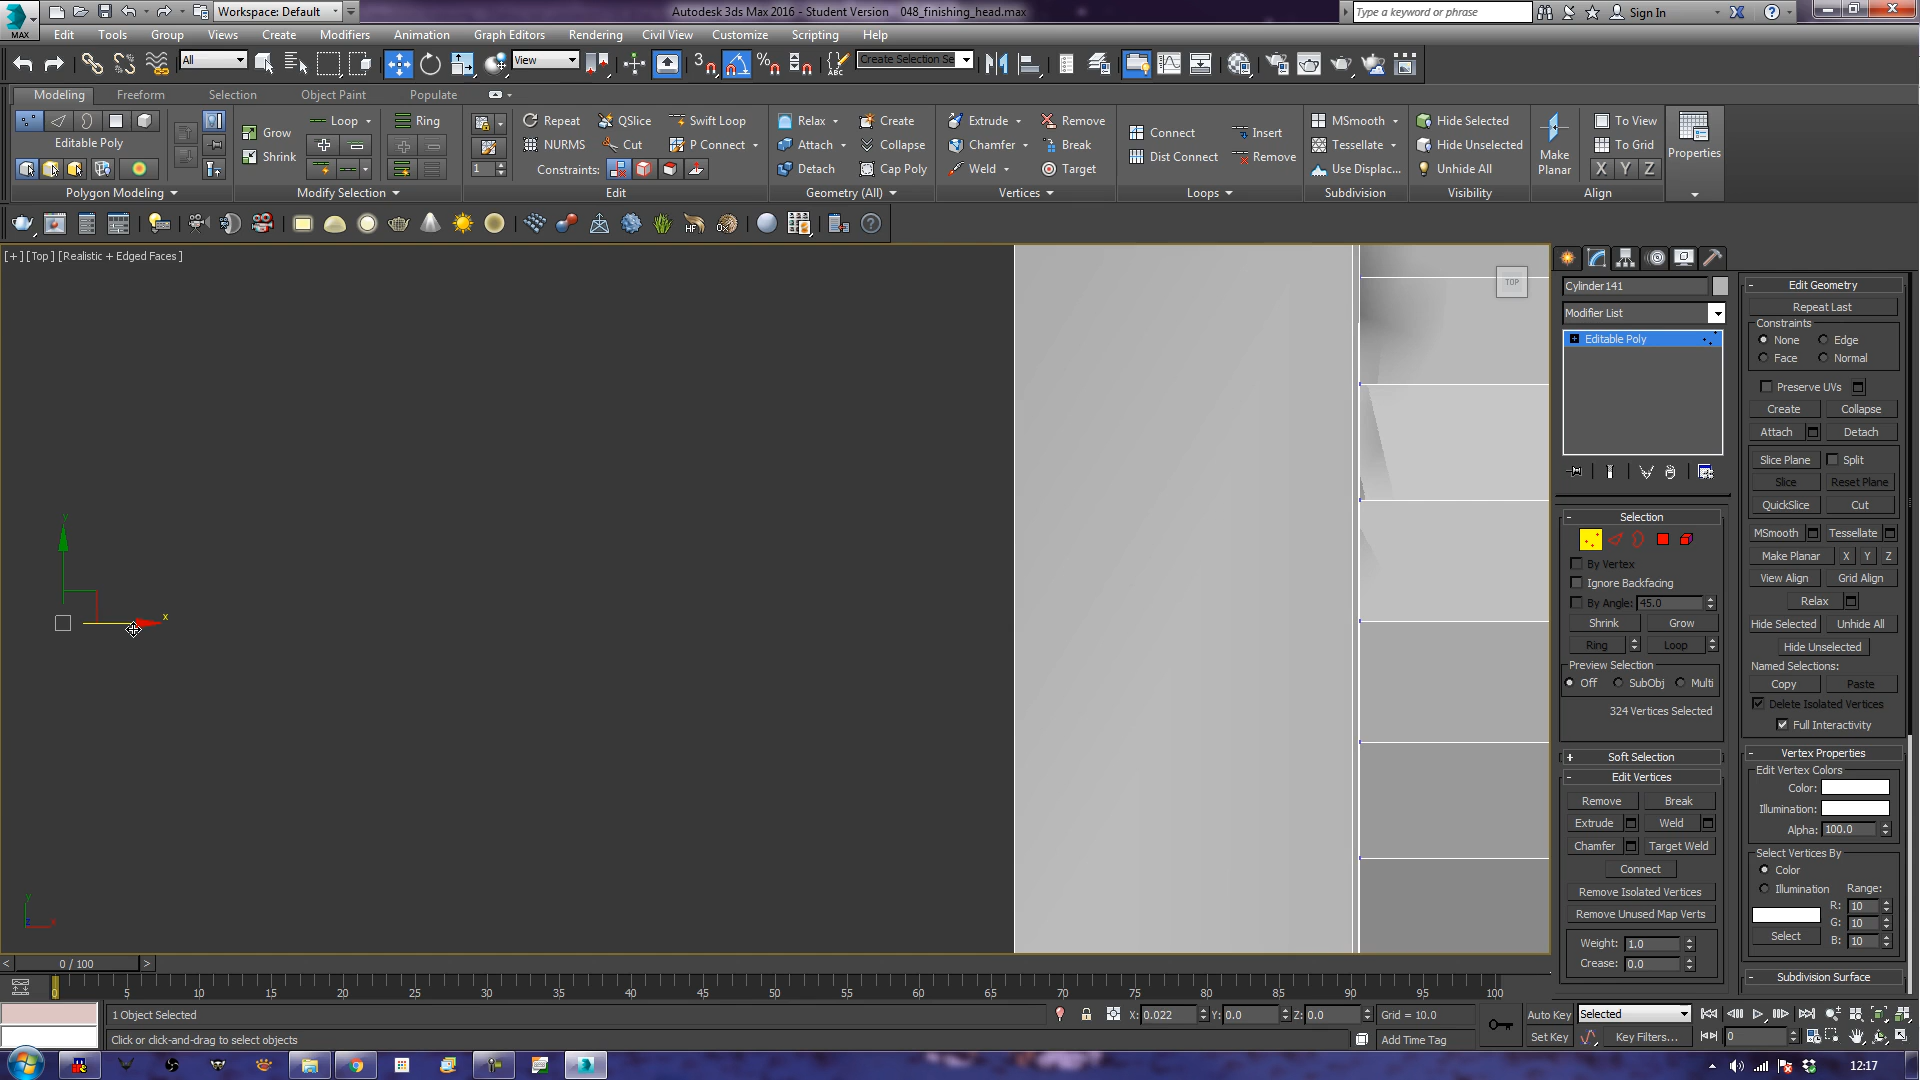 Workspace: Default
Autodesk 3ds Max 2016 - Student Version 048_finishing_head.max
Type a keyword or phrase
Sign In
MAX
Edit Tools Group Views Create Modifiers Animation Graph Editors Rendering Civil View Customize Scripting Help
All
View
3
Create Selection Se
Modeling Freeform Selection Object Paint Populate
Loop Ring Repeat QSlice Swift Loop Relax Create Extrude Remove MSmooth Hide Selected To View
Grow Connect Insert
Editable Poly NURMS Cut P Connect Attach Collapse Chamfer Break Tessellate Hide Unselected To Grid
Shrink Dist Connect Remove Make Planar Properties
1 Constraints: Detach Cap Poly Weld Target Use Displac... Unhide All X Y Z
Polygon Modeling Modify Selection Edit Geometry (All) Vertices Loops Subdivision Visibility Align
HF
[+] [Top] [Realistic + Edged Faces]
TOP
y
x
Cylinder141
Modifier List
Editable Poly
Selection
By Vertex
Ignore Backfacing
By Angle: 45.0
Shrink Grow
Ring Loop
Preview Selection
Off SubObj Multi
324 Vertices Selected
Soft Selection
Edit Vertices
Remove Break
Extrude Weld
Chamfer Target Weld
Connect
Remove Isolated Vertices
Remove Unused Map Verts
Weight: 1.0
Crease: 0.0
Edit Geometry
Repeat Last
Constraints
None Edge
Face Normal
Preserve UVs
Create Collapse
Attach Detach
Slice Plane Split
Slice Reset Plane
QuickSlice Cut
MSmooth Tessellate
Make Planar X Y Z
View Align Grid Align
Relax
Hide Selected Unhide All
Hide Unselected
Named Selections:
Copy Paste
Delete Isolated Vertices
Full Interactivity
Vertex Properties
Edit Vertex Colors
Color:
Illumination:
Alpha: 100.0
Select Vertices By
Color
Illumination Range:
R: 10
G: 10
Select B: 10
Subdivision Surface
0 / 100
0 5 10 15 20 25 30 35 40 45 50 55 60 65 70 75 80 85 90 95 100
1 Object Selected X: 0.022 Y: 0.0 Z: 0.0 Grid = 10.0 Auto Key Selected
Click or click-and-drag to select objects Add Time Tag Set Key Key Filters... 0
12:17